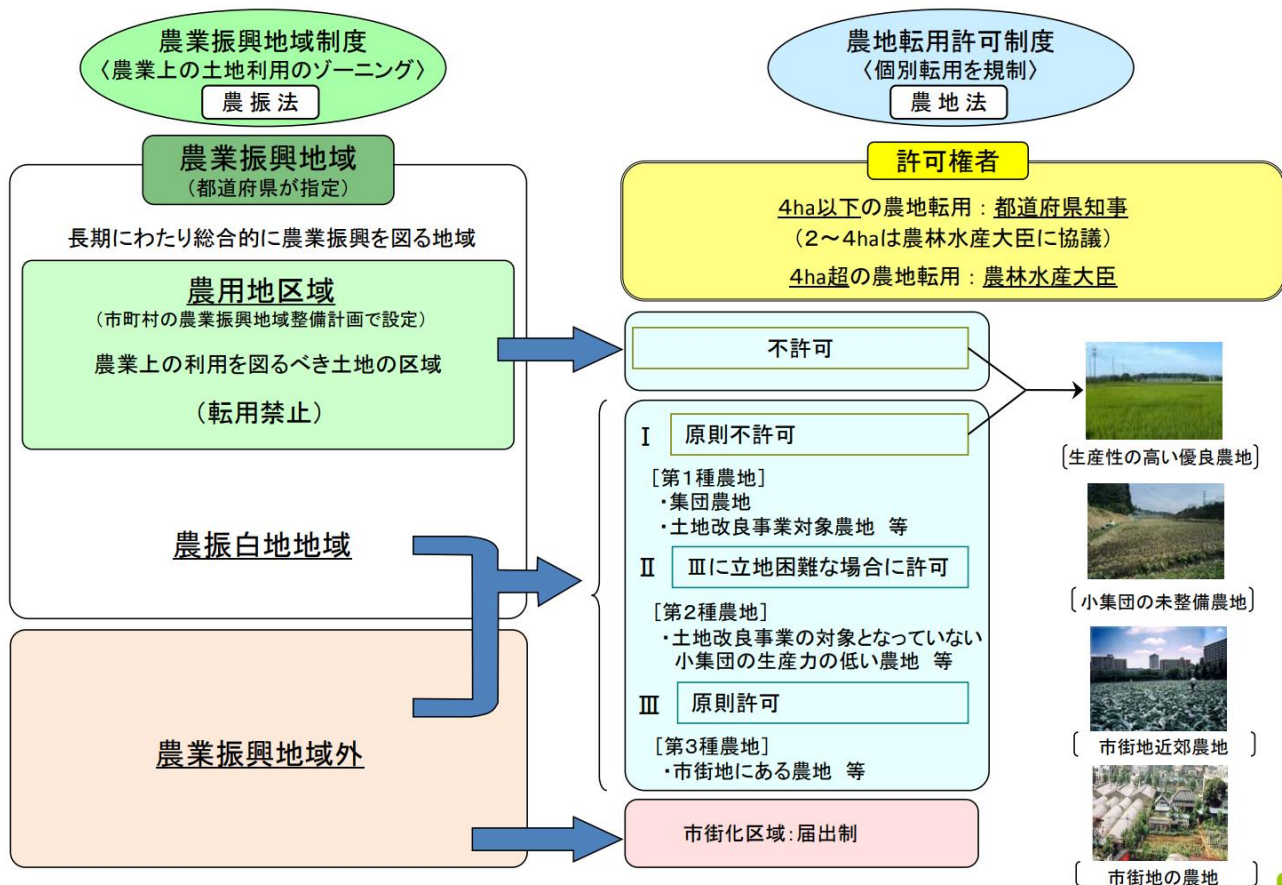 農業振興地域制度
〈農業上の土地利用のゾーニング〉
農振法
農業振興地域
(都道府県が指定)
長期にわたり総合的に農業振興を図る地域
農用地区域
(市町村の農業振興地域整備計画で設定)
農業上の利用を図るべき土地の区域
(転用禁止)
農振白地地域
農業振興地域外
農地転用許可制度
〈個別転用を規制〉
農地法
許可権者
4ha以下の農地転用:都道府県知事
(2~4haは農林水産大臣に協議)
4ha超の農地転用:農林水産大臣
不許可
Ⅰ 原則不許可
[第1種農地]
・集団農地
・土地改良事業対象農地 等
Ⅱ Ⅲに立地困難な場合に許可
[第2種農地]
・土地改良事業の対象となっていない
小集団の生産力の低い農地 等
Ⅲ 原則許可
[第3種農地]
・市街地にある農地 等
市街化区域:届出制
〔生産性の高い優良農地〕
〔小集団の未整備農地〕
〔市街地近郊農地〕
〔市街地の農地〕